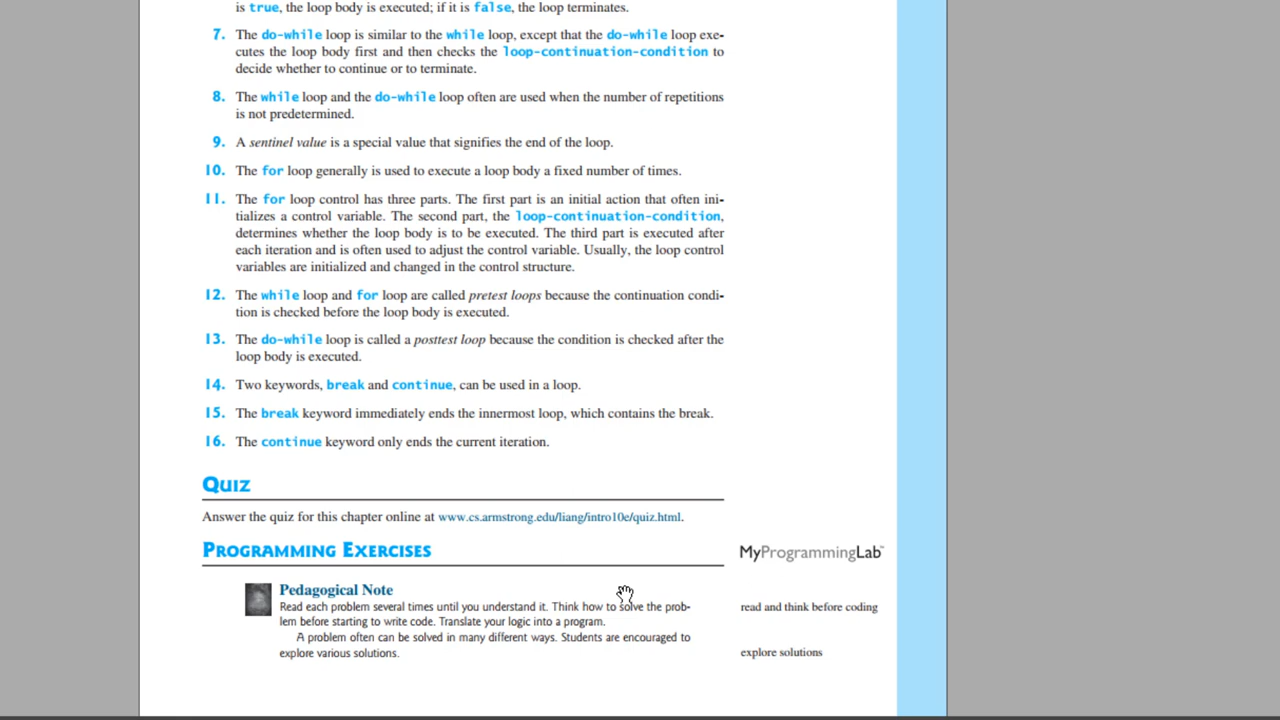 is true, the loop body is executed; if it is false, the loop terminates.
7. The do-while loop is similar to the while loop, except that the do-while loop exe-
cutes the loop body first and then checks the loop-continuation-condition to
decide whether to continue or to terminate.
8. The while loop and the do-while loop often are used when the number of repetitions
is not predetermined.
9. A sentinel value is a special value that signifies the end of the loop.
10. The for loop generally is used to execute a loop body a fixed number of times.
11. The for loop control has three parts. The first part is an initial action that often ini-
tializes a control variable. The second part, the loop-continuation-condition,
determines whether the loop body is to be executed. The third part is executed after
each iteration and is often used to adjust the control variable. Usually, the loop control
variables are initialized and changed in the control structure.
12. The while loop and for loop are called pretest loops because the continuation condi-
tion is checked before the loop body is executed.
13. The do-while loop is called a posttest loop because the condition is checked after the
loop body is executed.
14. Two keywords, break and continue, can be used in a loop.
15. The break keyword immediately ends the innermost loop, which contains the break.
16. The continue keyword only ends the current iteration.
QUIZ
Answer the quiz for this chapter online at www.cs.armstrong.edu/liang/intro10e/quiz.html.
PROGRAMMING EXERCISES
MyProgrammingLab™
Pedagogical Note
Read each problem several times until you understand it. Think how to solve the prob-
lem before starting to write code. Translate your logic into a program.
A problem often can be solved in many different ways. Students are encouraged to
explore various solutions.
read and think before coding
explore solutions